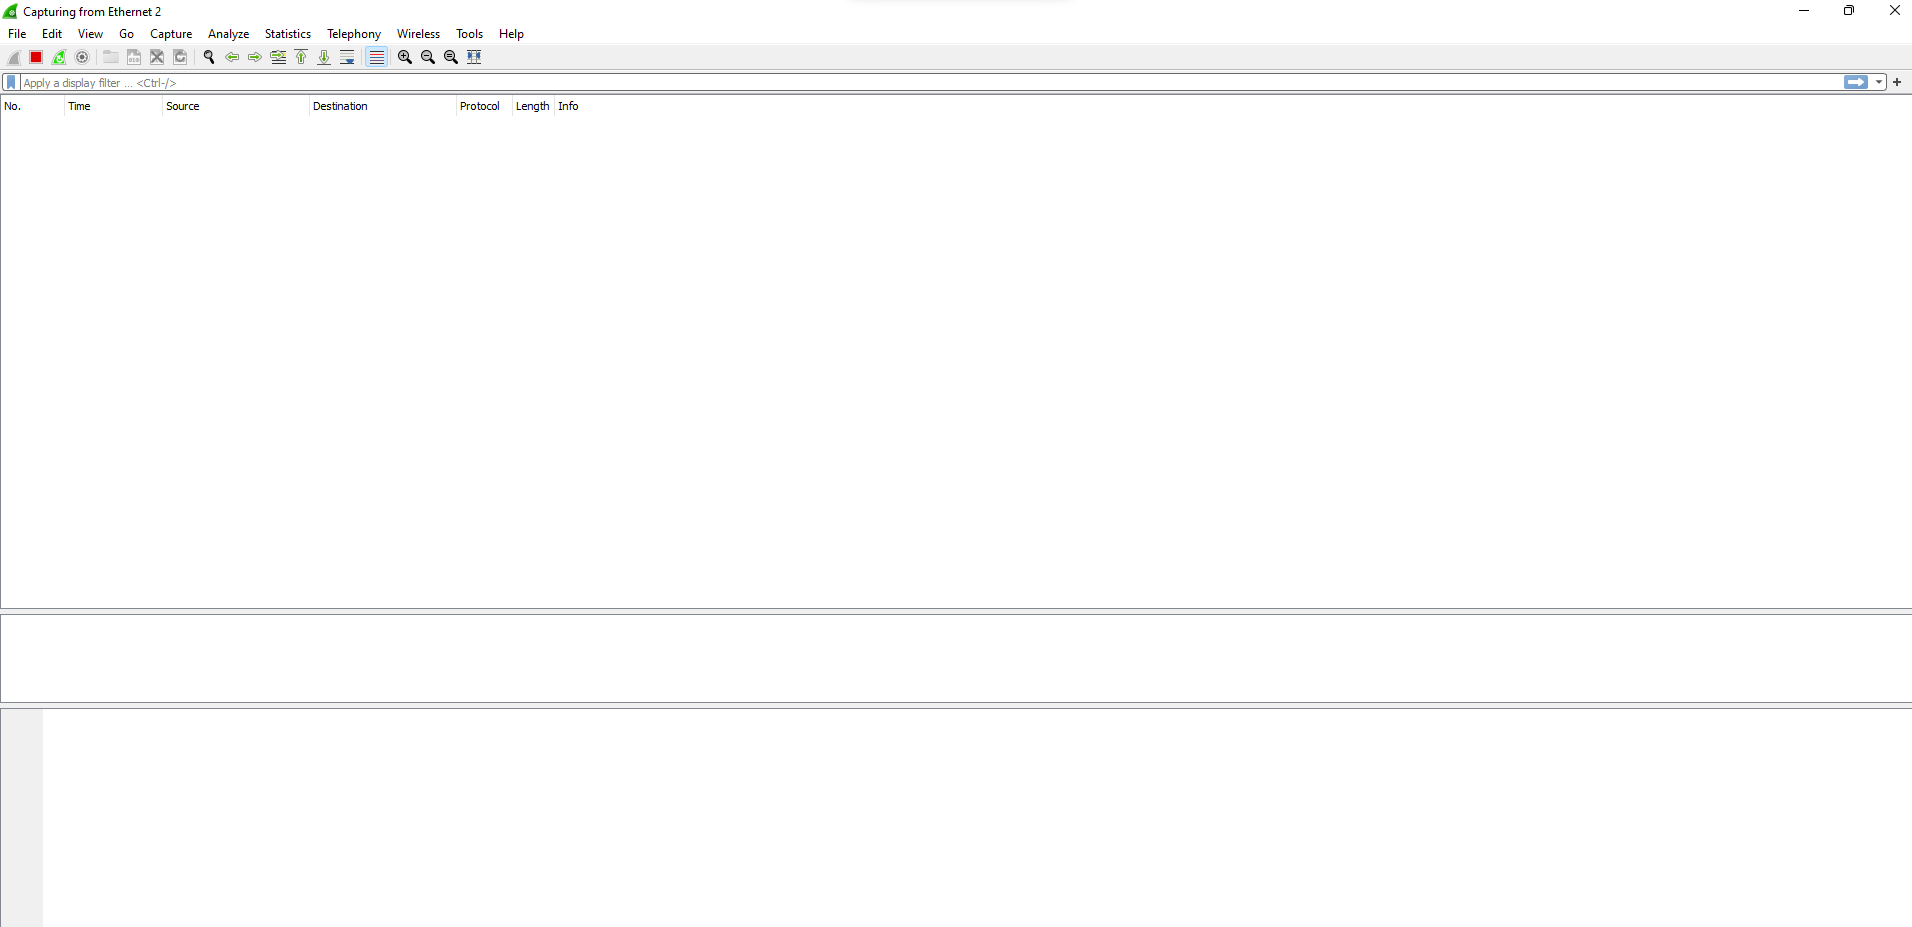 Capturing from Ethernet 2
File Edit View Go Capture Analyze Statistics Telephony Wireless Tools Help
Apply a display filter ... <Ctrl-/>
No. Time Source Destination Protocol Length Info